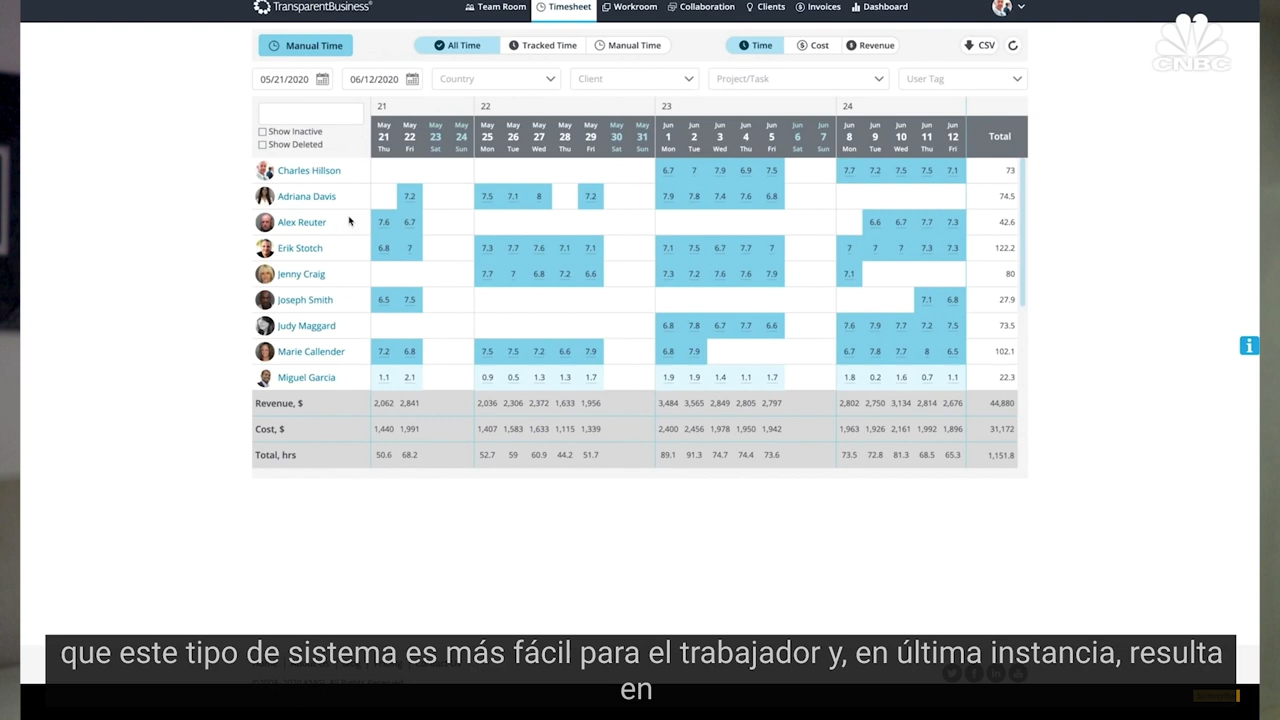 TransparentBusiness
Team Room Timesheet Workroom Collaboration Clients Invoices Dashboard
Manual Time All Time Tracked Time Manual Time Time Cost Revenue CSV
CNBC
05/21/2020 06/12/2020 Country Client Project/Task User Tag
21 22 23 24
Show Inactive
Show Deleted
May May May May May May May May May May May Jun Jun Jun Jun Jun Jun Jun Jun Jun Jun Jun Jun
21 22 23 24 25 26 27 28 29 30 31 1 2 3 4 5 6 7 8 9 10 11 12 Total
Thu Fri Sat Sun Mon Tue Wed Thu Fri Sat Sun Mon Tue Wed Thu Fri Sat Sun Mon Tue Wed Thu Fri
Charles Hillson 6.7 7 7.9 6.9 7.5 7.7 7.2 7.5 7.5 7.1 73
Adriana Davis 7.2 7.5 7.1 8 7.2 7.9 7.8 7.4 7.6 6.8 74.5
Alex Reuter 7.6 6.7 6.6 6.7 7.7 7.3 42.6
Erik Stotch 6.8 7 7.3 7.7 7.6 7.1 7.1 7.1 7.5 6.7 7.7 7 7 7 7 7.3 7.3 122.2
Jenny Craig 7.7 7 6.8 7.2 6.6 7.3 7.2 7.6 7.6 7.9 7.1 80
Joseph Smith 6.5 7.5 7.1 6.8 27.9
Judy Maggard 6.8 7.8 6.7 7.7 6.6 7.6 7.9 7.7 7.2 7.5 73.5
Marie Callender 7.2 6.8 7.5 7.5 7.2 6.6 7.9 6.8 7.9 6.7 7.8 7.7 8 6.5 102.1
Miguel Garcia 1.1 2.1 0.9 0.5 1.3 1.3 1.7 1.9 1.9 1.4 1.1 1.7 1.8 0.2 1.6 0.7 1.1 22.3
Revenue, $ 2,062 2,841 2,036 2,306 2,372 1,633 1,956 3,484 3,565 2,849 2,805 2,797 2,802 2,750 3,134 2,814 2,676 44,880
Cost, $ 1,440 1,991 1,407 1,583 1,633 1,115 1,339 2,400 2,456 1,978 1,950 1,942 1,963 1,926 2,161 1,992 1,896 31,172
Total, hrs 50.6 68.2 52.7 59 60.9 44.2 51.7 89.1 91.3 74.7 74.4 73.6 73.5 72.8 81.3 68.5 65.3 1,151.8
que este tipo de sistema es más fácil para el trabajador y, en última instancia, resulta
en